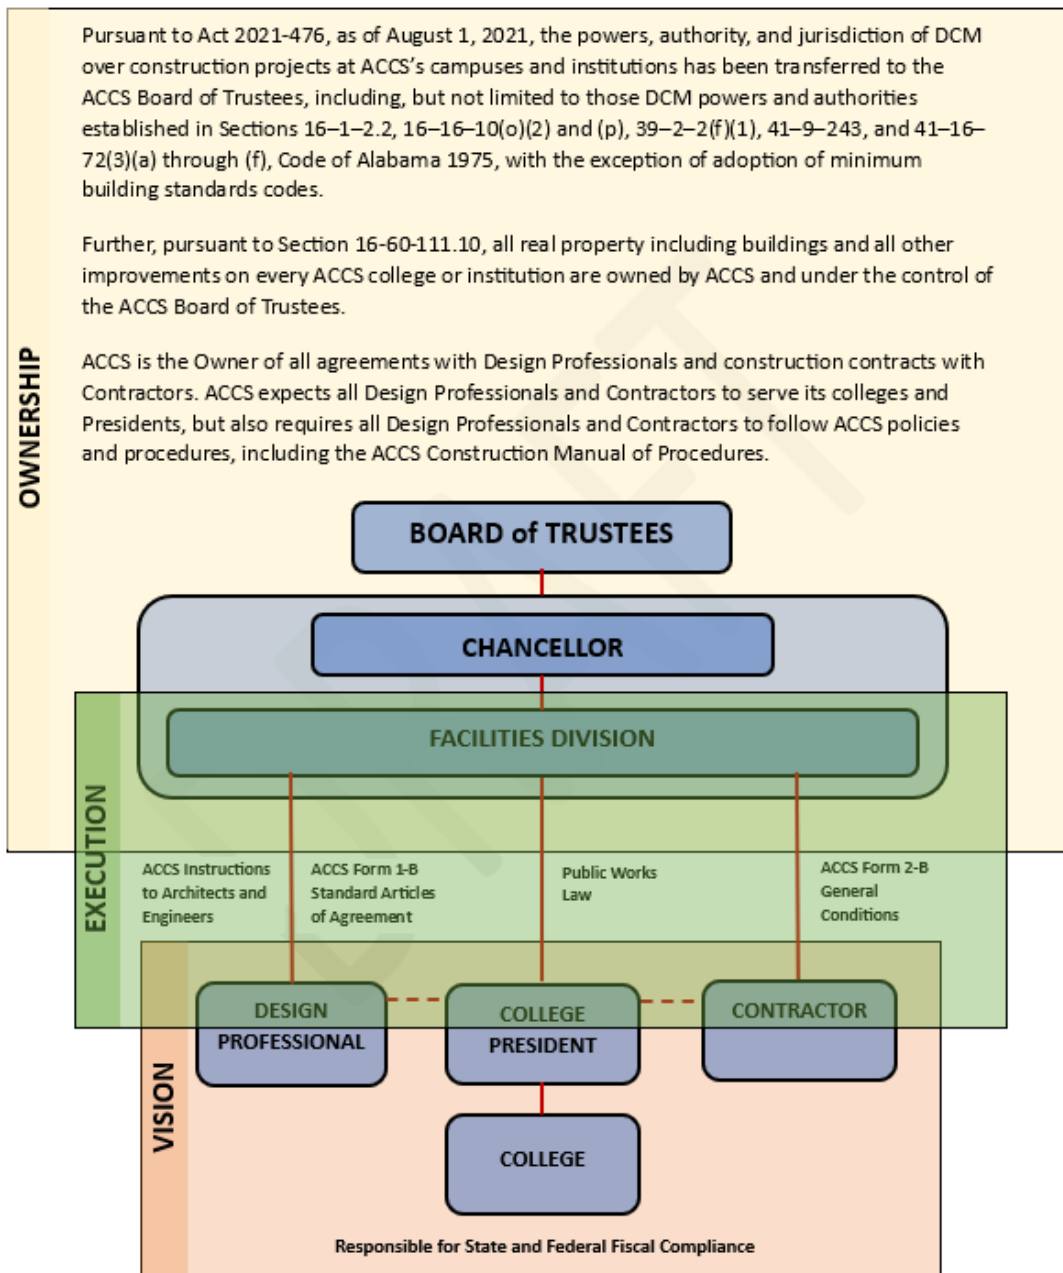 Pursuant to Act 2021-476, as of August 1, 2021, the powers, authority, and jurisdiction of DCM
over construction projects at ACCS's campuses and institutions has been transferred to the
ACCS Board of Trustees, including, but not limited to those DCM powers and authorities
established in Sections 16–1–2.2, 16–16–10(o)(2) and (p), 39–2–2(f)(1), 41–9–243, and 41–16–
72(3)(a) through (f), Code of Alabama 1975, with the exception of adoption of minimum
building standards codes.
Further, pursuant to Section 16-60-111.10, all real property including buildings and all other
improvements on every ACCS college or institution are owned by ACCS and under the control of
the ACCS Board of Trustees.
ACCS is the Owner of all agreements with Design Professionals and construction contracts with
Contractors. ACCS expects all Design Professionals and Contractors to serve its colleges and
Presidents, but also requires all Design Professionals and Contractors to follow ACCS policies
and procedures, including the ACCS Construction Manual of Procedures.
OWNERSHIP
BOARD of TRUSTEES
CHANCELLOR
FACILITIES DIVISION
EXECUTION
ACCS Instructions
to Architects and
Engineers
ACCS Form 1-B
Standard Articles
of Agreement
Public Works
Law
ACCS Form 2-B
General
Conditions
DESIGN
PROFESSIONAL
COLLEGE
PRESIDENT
CONTRACTOR
VISION
COLLEGE
Responsible for State and Federal Fiscal Compliance
DRAFT